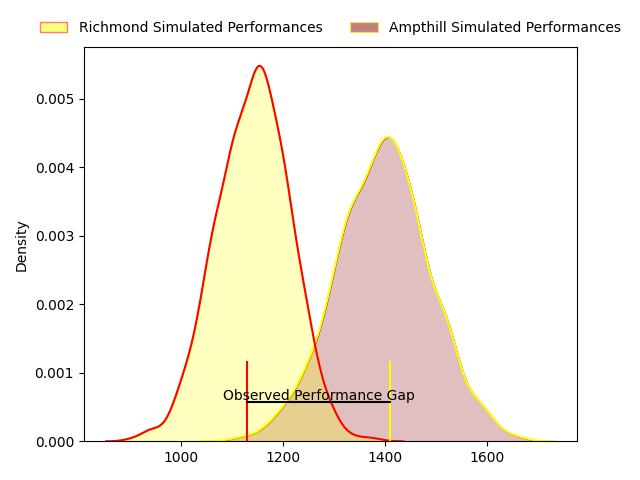 Richmond Simulated Performances
Ampthill Simulated Performances
0.005
0.004
0.003
0.002
0.001
0.000
Density
Observed Performance Gap
1000
1200
1400
1600